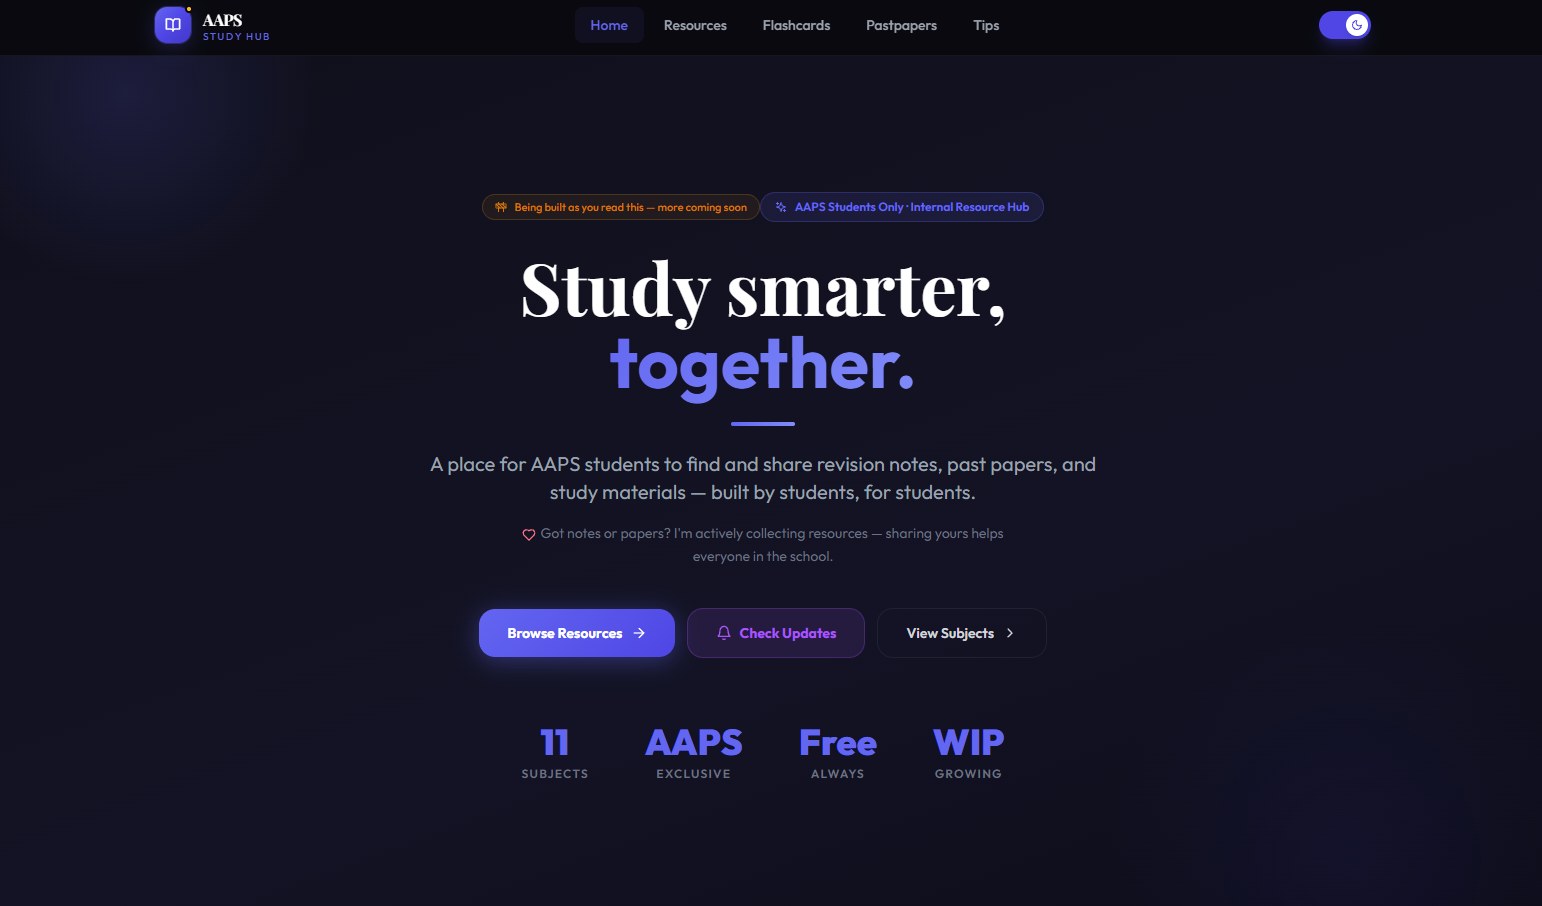 AAPS
STUDY HUB
Home
Resources
Flashcards
Pastpapers
Tips
Being built as you read this — more coming soon
AAPS Students Only · Internal Resource Hub
Study smarter,
together.
A place for AAPS students to find and share revision notes, past papers, and
study materials — built by students, for students.
Got notes or papers? I'm actively collecting resources — sharing yours helps
everyone in the school.
Browse Resources
Check Updates
View Subjects
11
SUBJECTS
AAPS
EXCLUSIVE
Free
ALWAYS
WIP
GROWING